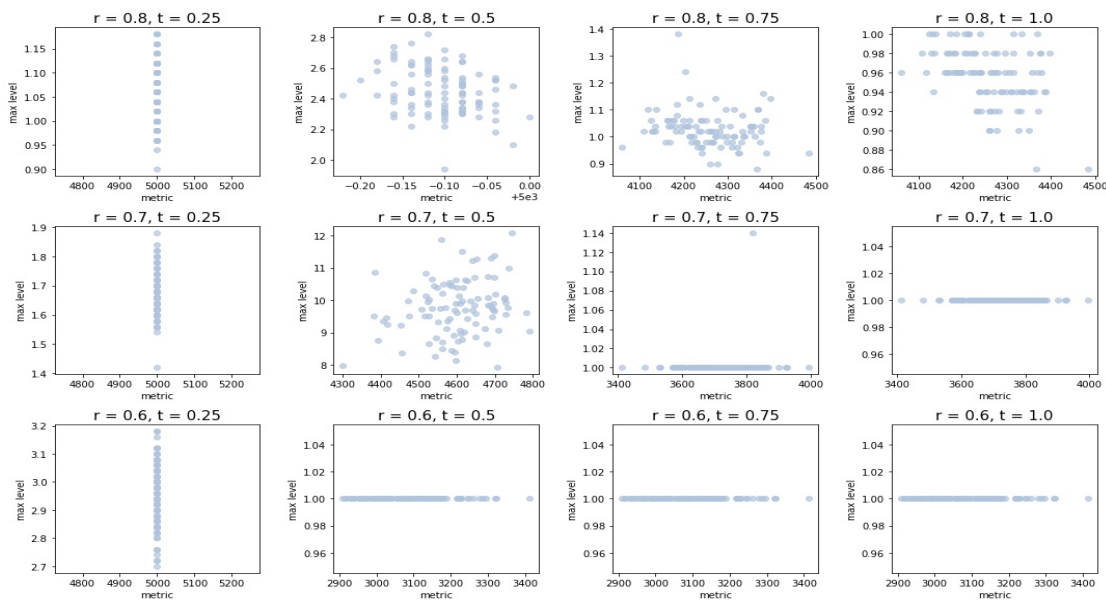 r = 0.8, t = 0.25
max level
1.15
1.10
1.05
1.00
0.95
0.90
4800 4900 5000 5100 5200
metric
r = 0.8, t = 0.5
max level
2.8
2.6
2.4
2.2
2.0
−0.20 −0.15 −0.10 −0.05 0.00
+5e3
metric
r = 0.8, t = 0.75
max level
1.4
1.3
1.2
1.1
1.0
0.9
4100 4200 4300 4400 4500
metric
r = 0.8, t = 1.0
max level
1.00
0.98
0.96
0.94
0.92
0.90
0.88
0.86
4100 4200 4300 4400 4500
metric
r = 0.7, t = 0.25
max level
1.9
1.8
1.7
1.6
1.5
1.4
4800 4900 5000 5100 5200
metric
r = 0.7, t = 0.5
max level
12
11
10
9
8
4300 4400 4500 4600 4700 4800
metric
r = 0.7, t = 0.75
max level
1.14
1.12
1.10
1.08
1.06
1.04
1.02
1.00
3400 3600 3800 4000
metric
r = 0.7, t = 1.0
max level
1.04
1.02
1.00
0.98
0.96
3400 3600 3800 4000
metric
r = 0.6, t = 0.25
max level
3.2
3.1
3.0
2.9
2.8
2.7
4800 4900 5000 5100 5200
metric
r = 0.6, t = 0.5
max level
1.04
1.02
1.00
0.98
0.96
2900 3000 3100 3200 3300 3400
metric
r = 0.6, t = 0.75
max level
1.04
1.02
1.00
0.98
0.96
2900 3000 3100 3200 3300 3400
metric
r = 0.6, t = 1.0
max level
1.04
1.02
1.00
0.98
0.96
2900 3000 3100 3200 3300 3400
metric